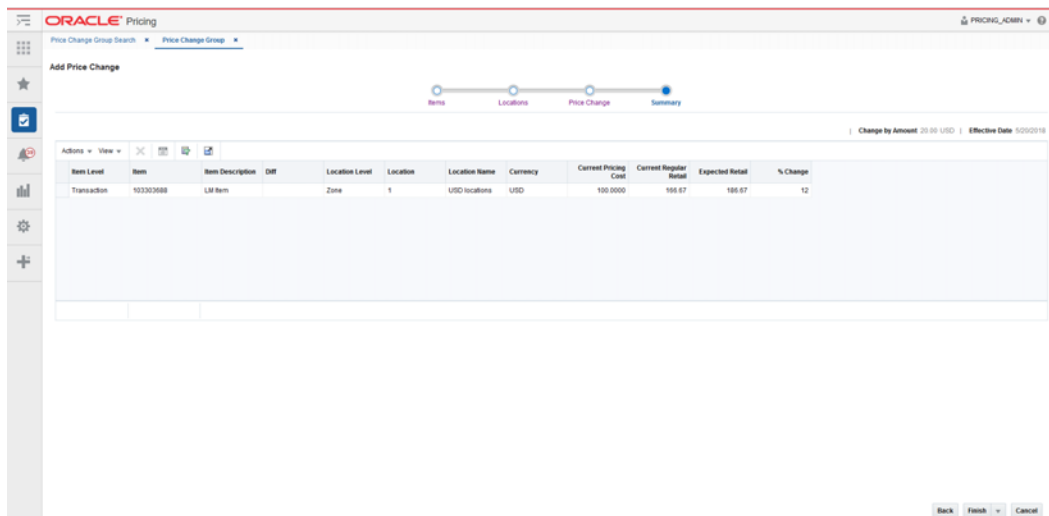 ORACLE® Pricing
PRICING_ADMIN
Price Change Group Search × Price Change Group ×
Add Price Change
Items Locations Price Change Summary
| Change by Amount 20.00 USD | Effective Date 5/20/2018
Actions View
Item Level Item Item Description Diff Location Level Location Location Name Currency Current Pricing Cost Current Regular Retail Expected Retail % Change
Transaction 103303688 LM Item Zone 1 USD locations USD 100.0000 166.67 186.67 12
Back Finish Cancel